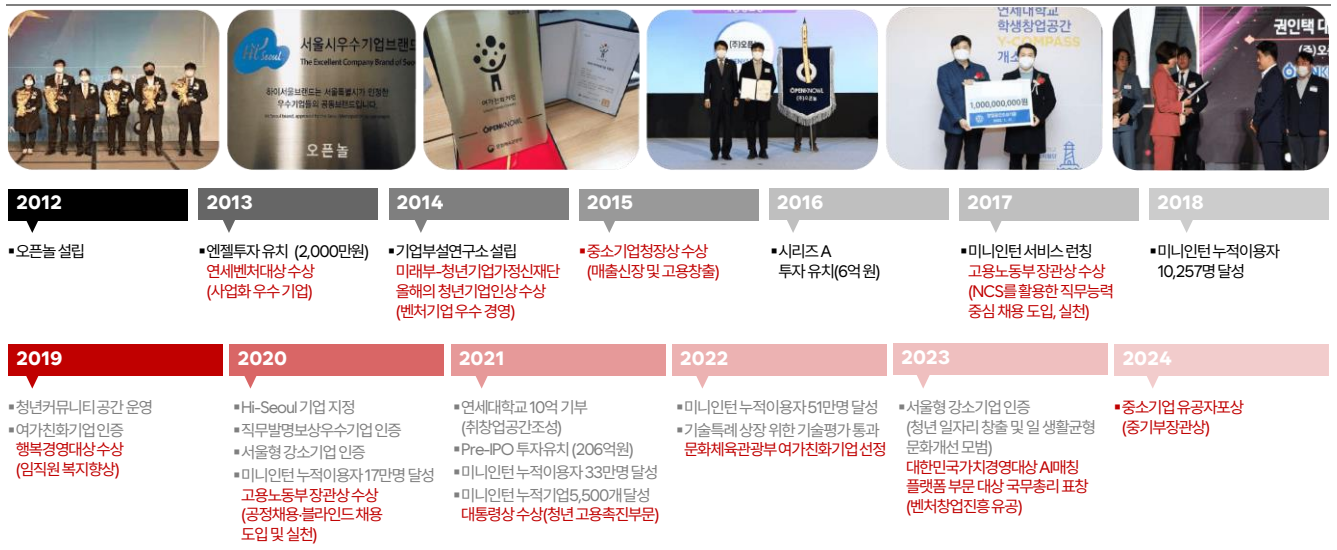 서울시우수기업브랜드
The Excellent Company Brand of Seoul
하이서울브랜드는 서울특별시가 인정한
우수기업들의 공동브랜드입니다.
오픈놀
여가친화기업
OPENKNOWL
(주)오픈놀
OPENKNOWL
(주)오픈놀
연세대학교
학생창업공간
Y-COMPASS
개소
1,000,000,000원
권인택 대
(주)오
2012
▪오픈놀 설립
2013
▪엔젤투자 유치 (2,000만원)
연세벤처대상 수상
(사업화 우수 기업)
2014
▪기업부설연구소 설립
미래부-청년기업가정신재단
올해의 청년기업인상 수상
(벤처기업 우수 경영)
2015
▪중소기업청장상 수상
(매출신장 및 고용창출)
2016
▪시리즈 A
투자 유치(6억 원)
2017
▪미니인턴 서비스 런칭
고용노동부 장관상 수상
(NCS를 활용한 직무능력
중심 채용 도입, 실천)
2018
▪미니인턴 누적이용자
10,257명 달성
2019
▪청년커뮤니티 공간 운영
▪여가친화기업 인증
행복경영대상 수상
(임직원 복지향상)
2020
▪Hi-Seoul 기업 지정
▪직무발명보상우수기업 인증
▪서울형 강소기업 인증
▪미니인턴 누적이용자 17만명 달성
고용노동부 장관상 수상
(공정채용·블라인드 채용
도입 및 실천)
2021
▪연세대학교 10억 기부
(취창업공간조성)
▪Pre-IPO 투자유치 (206억원)
▪미니인턴 누적이용자 33만명 달성
▪미니인턴 누적기업 5,500개 달성
대통령상 수상(청년 고용촉진부문)
2022
▪미니인턴 누적이용자 51만명 달성
▪기술특례 상장 위한 기술평가 통과
문화체육관광부 여가친화기업 선정
2023
▪서울형 강소기업 인증
(청년 일자리 창출 및 일 생활균형
문화개선 모범)
대한민국가치경영대상 AI매칭
플랫폼 부문 대상 국무총리 표창
(벤처창업진흥 유공)
2024
▪중소기업 유공자포상
(중기부장관상)